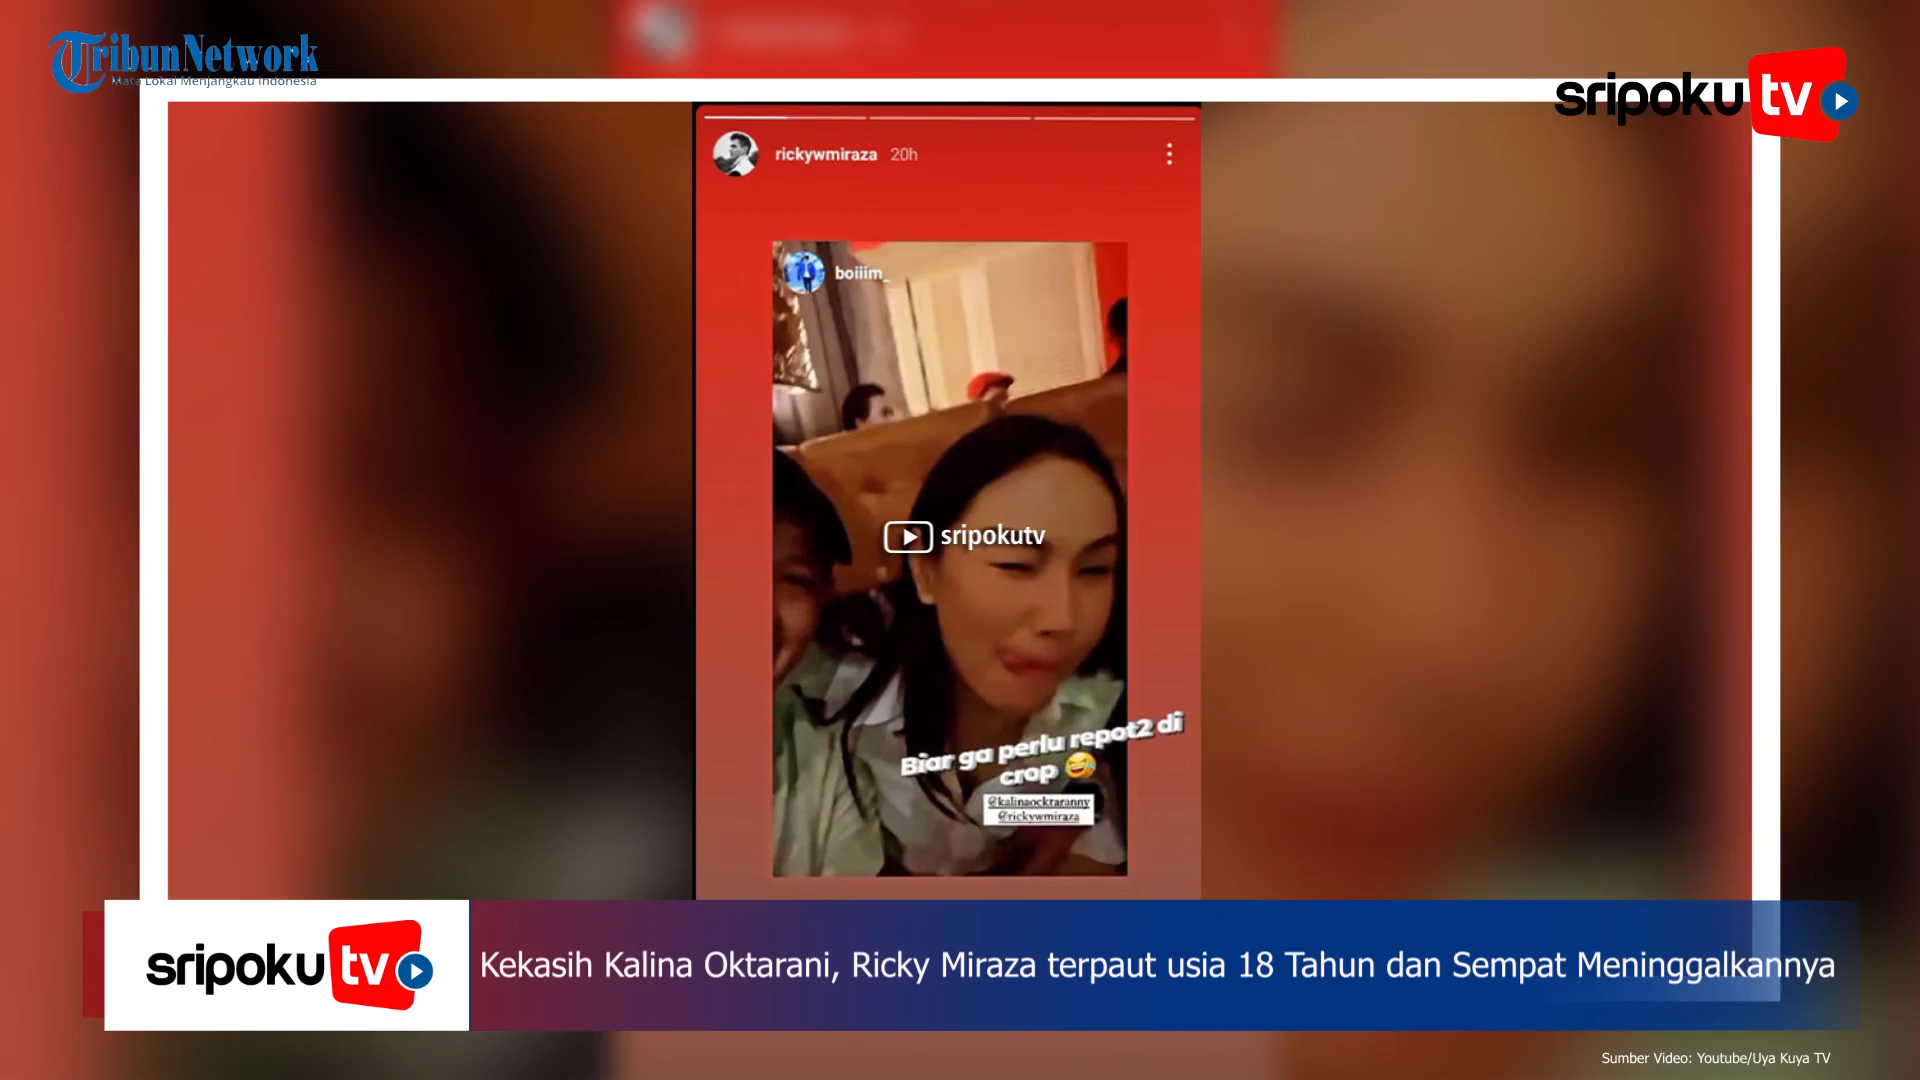 TribunNetwork
Mata Lokal Menjangkau Indonesia
sripoku tv
rickywmiraza 20h
boiiim_
sripokutv
Biar ga perlu repot2 di
crop 😂
@kalinaocktaranny
@rickywmiraza
sripoku tv
Kekasih Kalina Oktarani, Ricky Miraza terpaut usia 18 Tahun dan Sempat Meninggalkannya
Sumber Video: Youtube/Uya Kuya TV